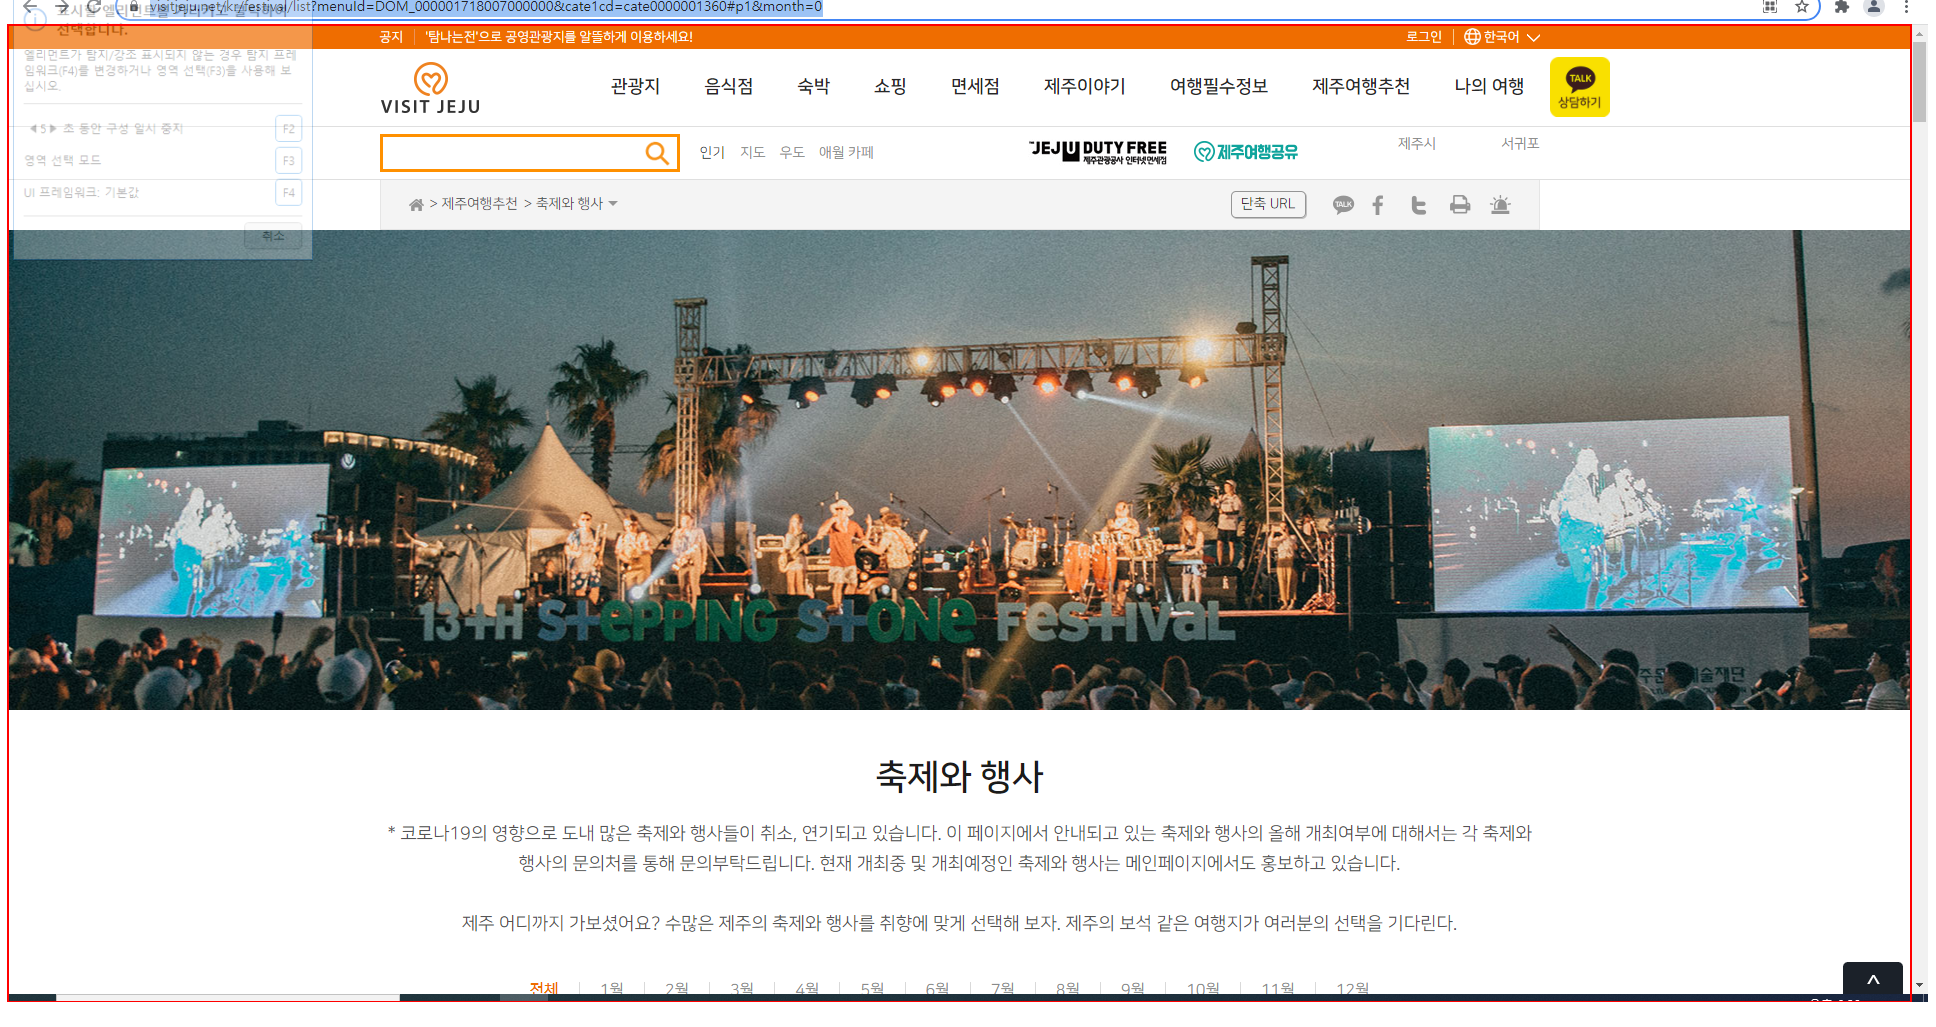 visitjeju.net/kr/festival/list?menuId=DOM_000001718007000000&cate1cd=cate0000001360#p1&month=0
표시할 엘리먼트를 가리키고 클릭하여
선택합니다.
엘리먼트가 탐지/강조 표시되지 않는 경우 탐지 프레
임워크(F4)를 변경하거나 영역 선택(F3)을 사용해 보
십시오.
◀ 5 ▶ 초 동안 구성 일시 중지 F2
영역 선택 모드 F3
UI 프레임워크: 기본값 F4
취소
공지 '탐나는전'으로 공영관광지를 알뜰하게 이용하세요!
로그인 한국어
VISIT JEJU
관광지 음식점 숙박 쇼핑 면세점 제주이야기 여행필수정보 제주여행추천 나의 여행
TALK
상담하기
인기 지도 우도 애월 카페
JEJU DUTY FREE
제주관광공사 인터넷면세점
제주여행공유
제주시 서귀포
> 제주여행추천 > 축제와 행사
단축 URL
TALK
13TH STEPPING STONE FESTIVAL
술재단
축제와 행사
* 코로나19의 영향으로 도내 많은 축제와 행사들이 취소, 연기되고 있습니다. 이 페이지에서 안내되고 있는 축제와 행사의 올해 개최여부에 대해서는 각 축제와
행사의 문의처를 통해 문의부탁드립니다. 현재 개최중 및 개최예정인 축제와 행사는 메인페이지에서도 홍보하고 있습니다.
제주 어디까지 가보셨어요? 수많은 제주의 축제와 행사를 취향에 맞게 선택해 보자. 제주의 보석 같은 여행지가 여러분의 선택을 기다린다.
전체 1월 2월 3월 4월 5월 6월 7월 8월 9월 10월 11월 12월